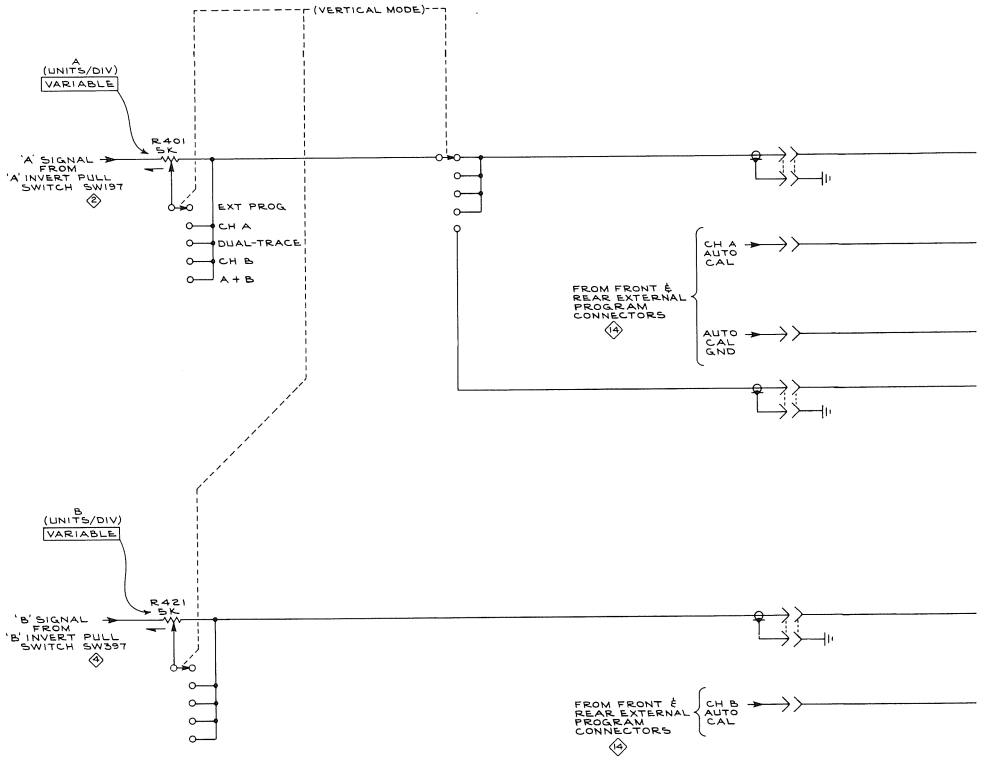 (VERTICAL MODE)
A
(UNITS/DIV)
VARIABLE
R401
5K
'A' SIGNAL
FROM
'A' INVERT PULL
SWITCH SW197
2
EXT PROG
CH A
DUAL-TRACE
CH B
A+B
FROM FRONT &
REAR EXTERNAL
PROGRAM
CONNECTORS
14
CH A
AUTO
CAL
AUTO
CAL
GND
B
(UNITS/DIV)
VARIABLE
R421
5K
'B' SIGNAL
FROM
'B' INVERT PULL
SWITCH SW397
4
FROM FRONT &
REAR EXTERNAL
PROGRAM
CONNECTORS
14
CH B
AUTO
CAL